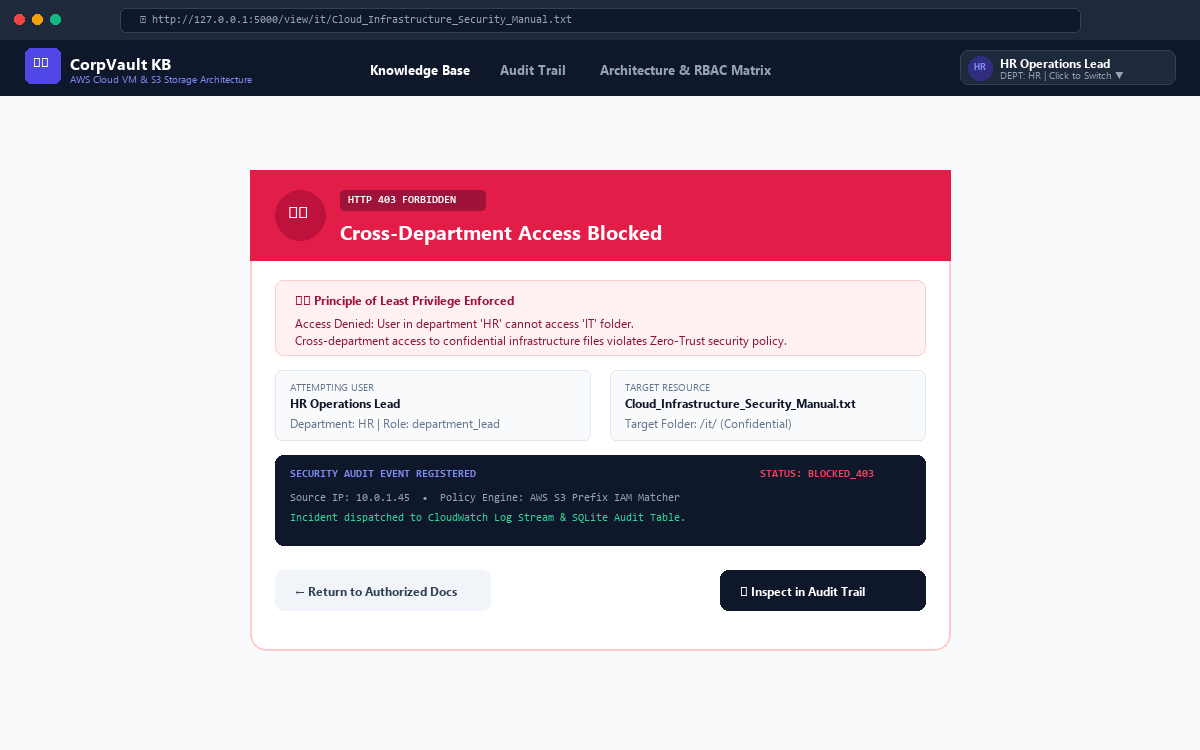 http://127.0.0.1:5000/view/it/Cloud_Infrastructure_Security_Manual.txt
CorpVault KB
AWS Cloud VM & S3 Storage Architecture
Knowledge Base
Audit Trail
Architecture & RBAC Matrix
HR
HR Operations Lead
DEPT: HR | Click to Switch ▼
HTTP 403 FORBIDDEN
Cross-Department Access Blocked
Principle of Least Privilege Enforced
Access Denied: User in department 'HR' cannot access 'IT' folder.
Cross-department access to confidential infrastructure files violates Zero-Trust security policy.
ATTEMPTING USER
HR Operations Lead
Department: HR | Role: department_lead
TARGET RESOURCE
Cloud_Infrastructure_Security_Manual.txt
Target Folder: /it/ (Confidential)
SECURITY AUDIT EVENT REGISTERED
STATUS: BLOCKED_403
Source IP: 10.0.1.45 • Policy Engine: AWS S3 Prefix IAM Matcher
Incident dispatched to CloudWatch Log Stream & SQLite Audit Table.
← Return to Authorized Docs
Inspect in Audit Trail